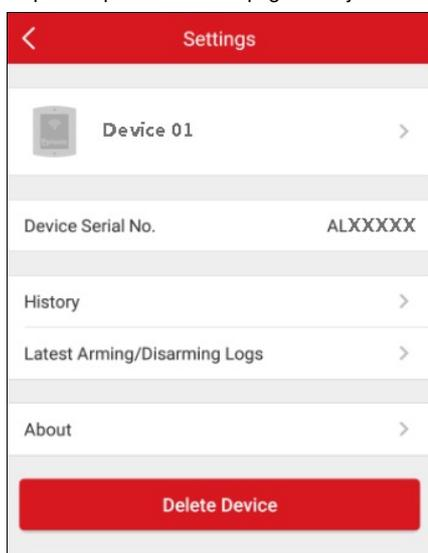 Settings
Device 01
Device Serial No. ALXXXXX
History
Latest Arming/Disarming Logs
About
Delete Device